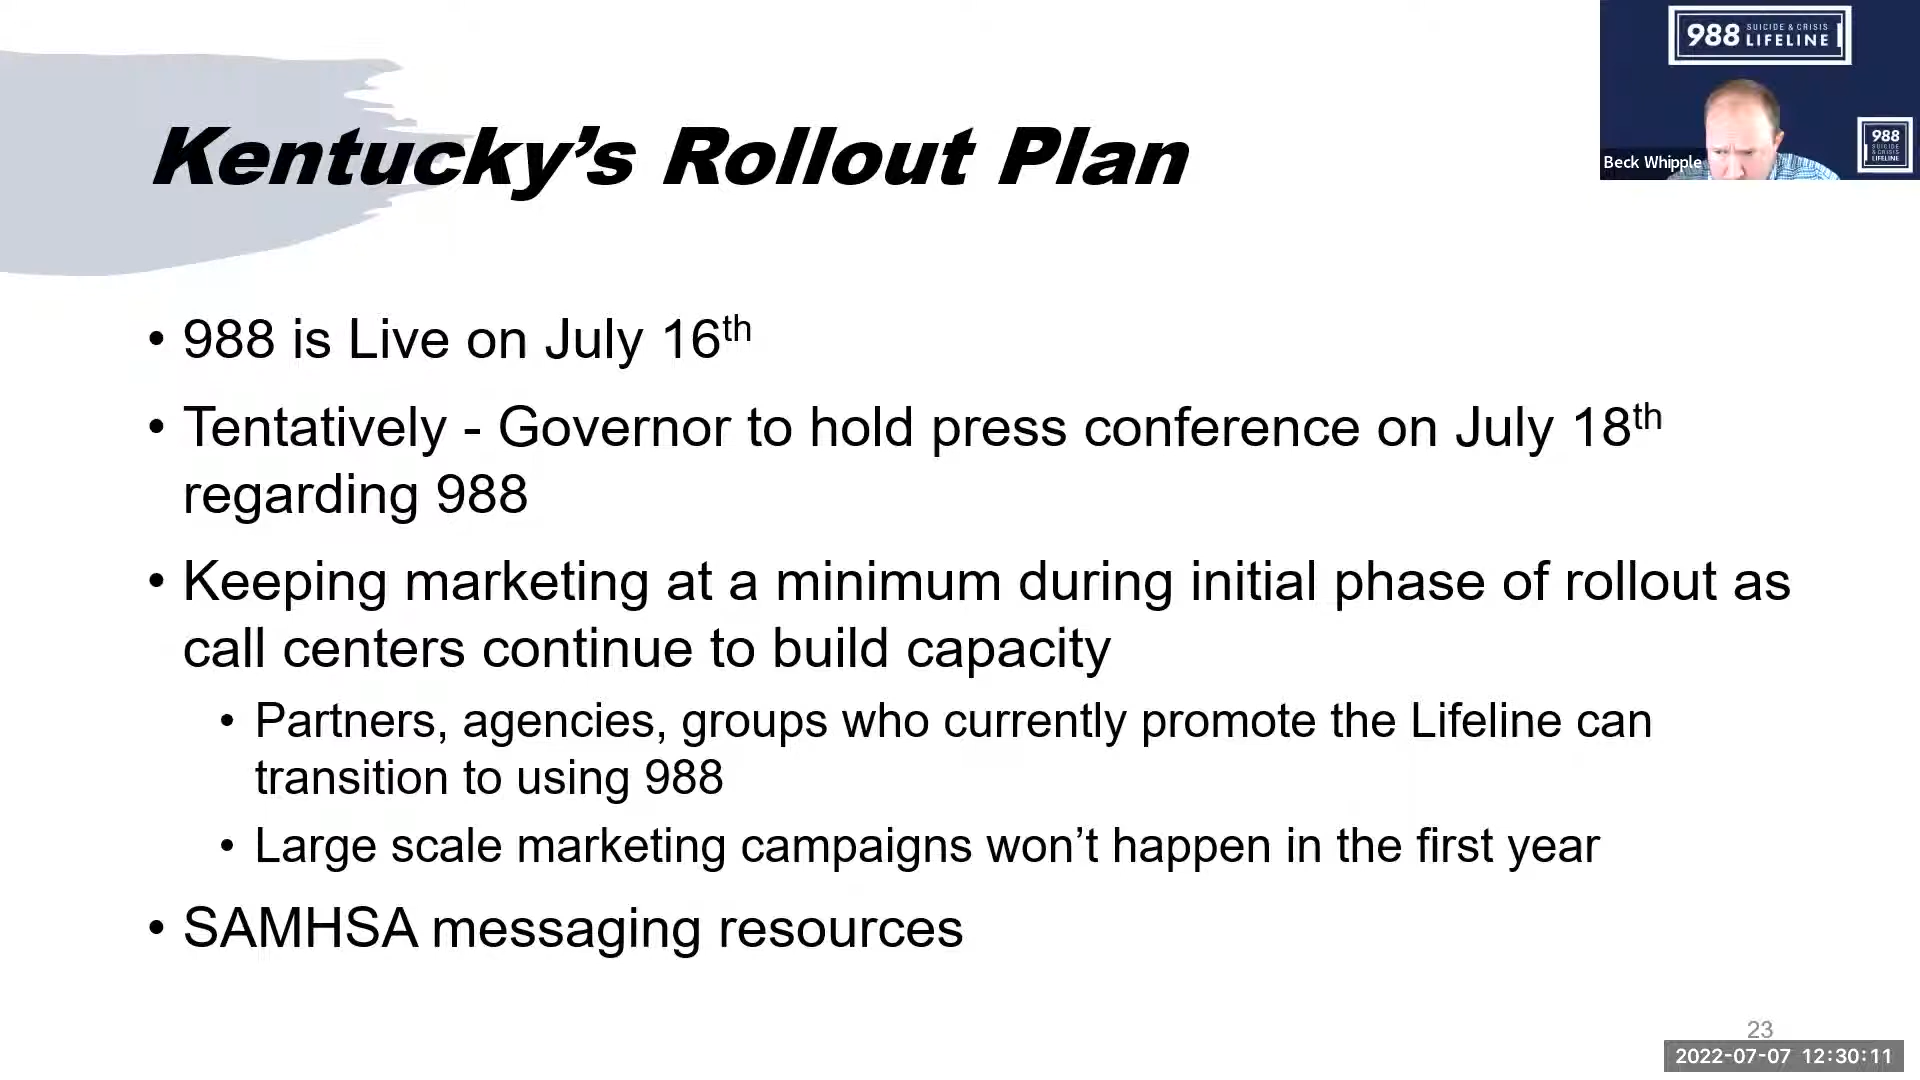 988 SUICIDE & CRISIS
LIFELINE
988
SUICIDE
& CRISIS
LIFELINE
Beck Whipple
Kentucky’s Rollout Plan
• 988 is Live on July 16th
• Tentatively - Governor to hold press conference on July 18th
regarding 988
• Keeping marketing at a minimum during initial phase of rollout as
call centers continue to build capacity
• Partners, agencies, groups who currently promote the Lifeline can
transition to using 988
• Large scale marketing campaigns won’t happen in the first year
• SAMHSA messaging resources
23
2022-07-07 12:30:11